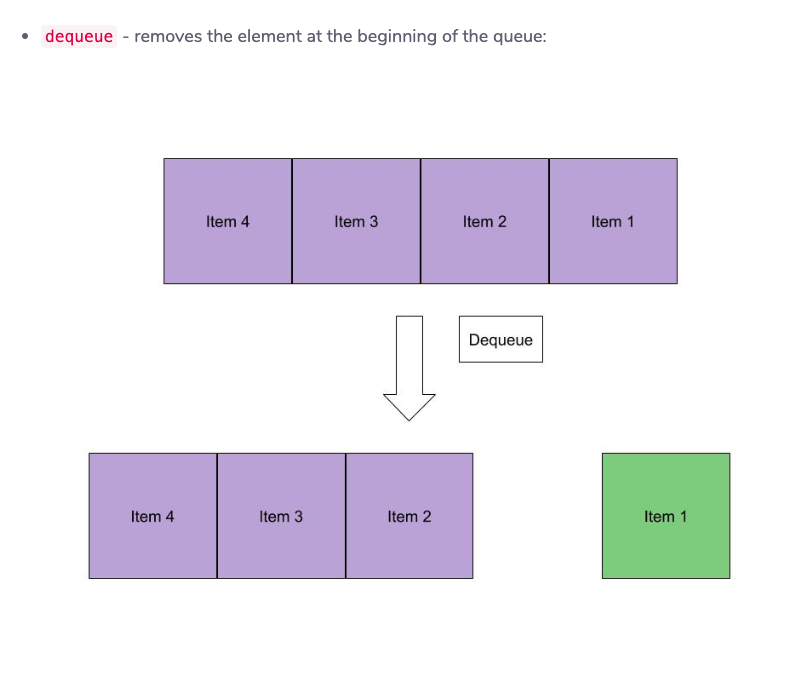 dequeue - removes the element at the beginning of the queue:
Item 4 Item 3 Item 2 Item 1
Dequeue
Item 4 Item 3 Item 2 Item 1